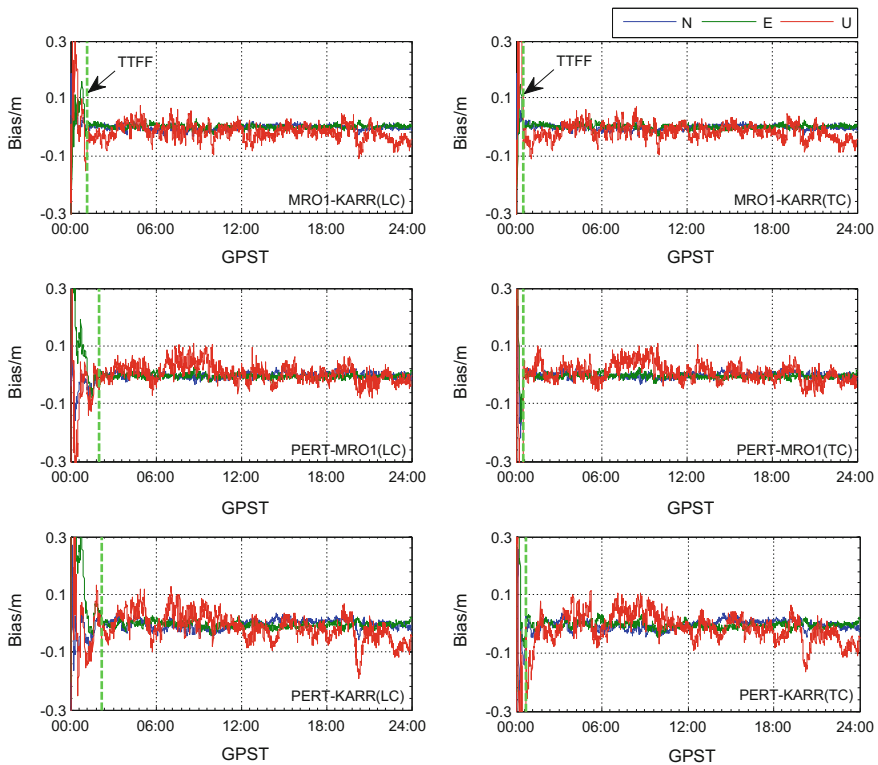 N E U
0.3
0.1
-0.1
-0.3
Bias/m
TTFF
MRO1-KARR(LC)
00:00 06:00 12:00 18:00 24:00
GPST
0.3
0.1
-0.1
-0.3
Bias/m
TTFF
MRO1-KARR(TC)
00:00 06:00 12:00 18:00 24:00
GPST
0.3
0.1
-0.1
-0.3
Bias/m
PERT-MRO1(LC)
00:00 06:00 12:00 18:00 24:00
GPST
0.3
0.1
-0.1
-0.3
Bias/m
PERT-MRO1(TC)
00:00 06:00 12:00 18:00 24:00
GPST
0.3
0.1
-0.1
-0.3
Bias/m
PERT-KARR(LC)
00:00 06:00 12:00 18:00 24:00
GPST
0.3
0.1
-0.1
-0.3
Bias/m
PERT-KARR(TC)
00:00 06:00 12:00 18:00 24:00
GPST